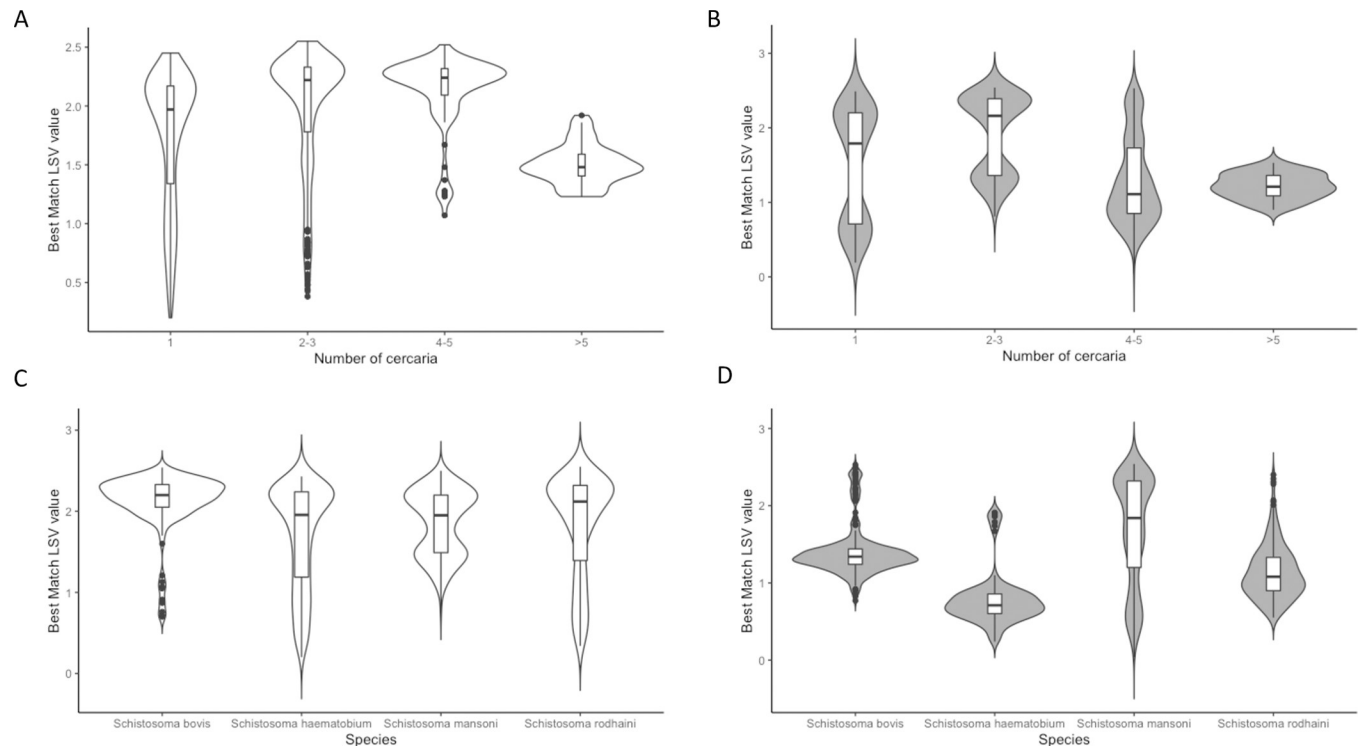 A
Best Match LSV value
2.5
2.0
1.5
1.0
0.5
1 2-3 4-5 >5
Number of cercaria
B
Best Match LSV value
3
2
1
0
1 2-3 4-5 >5
Number of cercaria
C
Best Match LSV value
3
2
1
0
Schistosoma bovis Schistosoma haematobium Schistosoma mansoni Schistosoma rodhaini
Species
D
Best Match LSV value
3
2
1
0
Schistosoma bovis Schistosoma haematobium Schistosoma mansoni Schistosoma rodhaini
Species